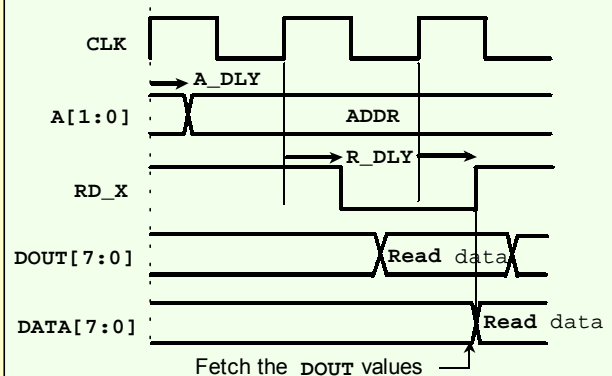 CLK
A_DLY
A[1:0] ADDR
R_DLY
RD_X
DOUT[7:0] Read data
DATA[7:0] Read data
Fetch the DOUT values